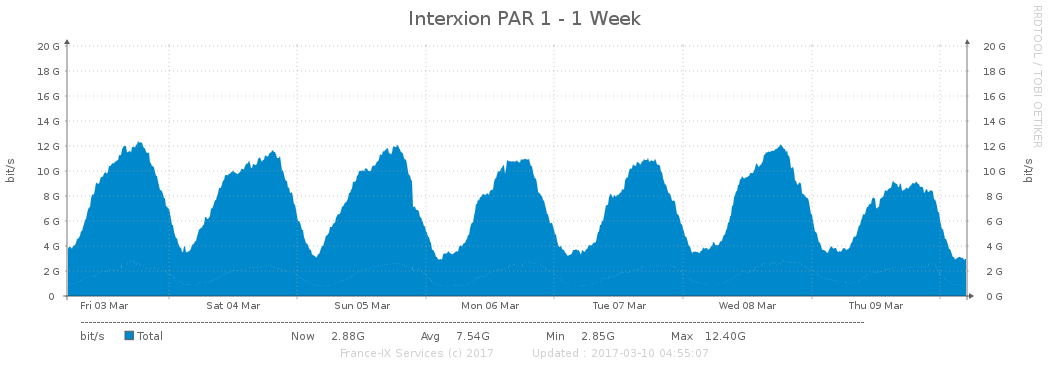 Interxion PAR 1 - 1 Week
RRDTOOL / TOBI OETIKER
20 G 20 G
18 G 18 G
16 G 16 G
14 G 14 G
12 G 12 G
10 G 10 G
8 G 8 G
6 G 6 G
4 G 4 G
2 G 2 G
0 0 G
bit/s
bit/s
Fri 03 Mar Sat 04 Mar Sun 05 Mar Mon 06 Mar Tue 07 Mar Wed 08 Mar Thu 09 Mar
bit/s Total Now 2.88G Avg 7.54G Min 2.85G Max 12.40G
France-IX Services (c) 2017 Updated : 2017-03-10 04:55:07